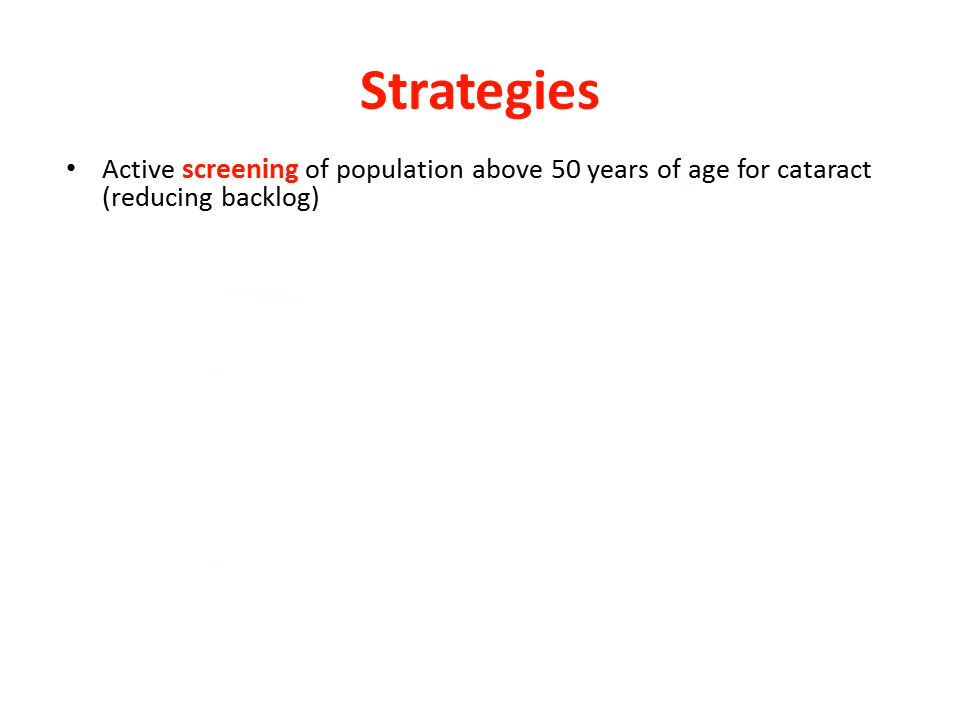 Strategies
• Active screening of population above 50 years of age for cataract
(reducing backlog)